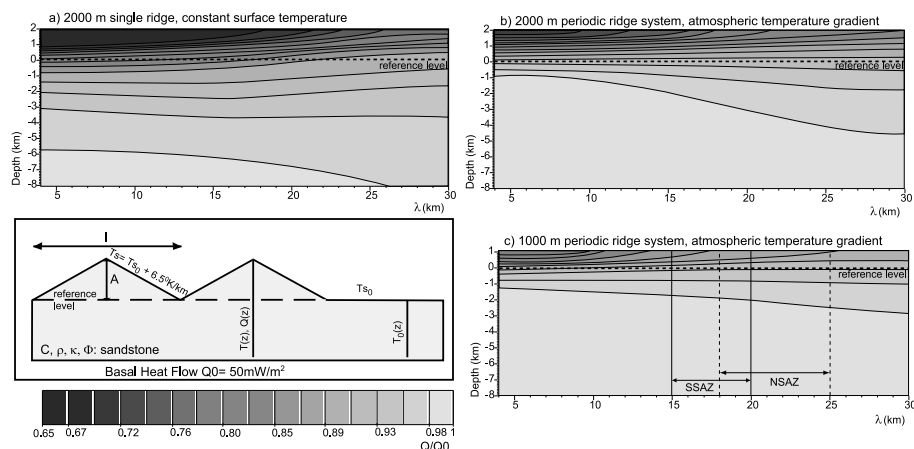 a) 2000 m single ridge, constant surface temperature
2
1
0
-1
-2
-3
-4
-5
-6
-7
-8
Depth (km)
reference level
5 10 15 20 25 30
λ(km)
b) 2000 m periodic ridge system, atmospheric temperature gradient
2
1
0
-1
-2
-3
-4
-5
-6
-7
-8
Depth (km)
reference level
5 10 15 20 25 30
λ(km)
l
Ts= Ts0 + 6.5ºK/km
A
reference
level
Ts0
T(z), Q(z)
T0(z)
C, ρ, κ, Φ: sandstone
Basal Heat Flow Q0= 50mW/m²
0.65 0.67 0.72 0.76 0.80 0.85 0.89 0.93 0.98 1
Q/Q0
c) 1000 m periodic ridge system, atmospheric temperature gradient
1
0
-1
-2
-3
-4
-5
-6
-7
-8
Depth (km)
reference level
SSAZ
NSAZ
5 10 15 20 25 30
λ(km)